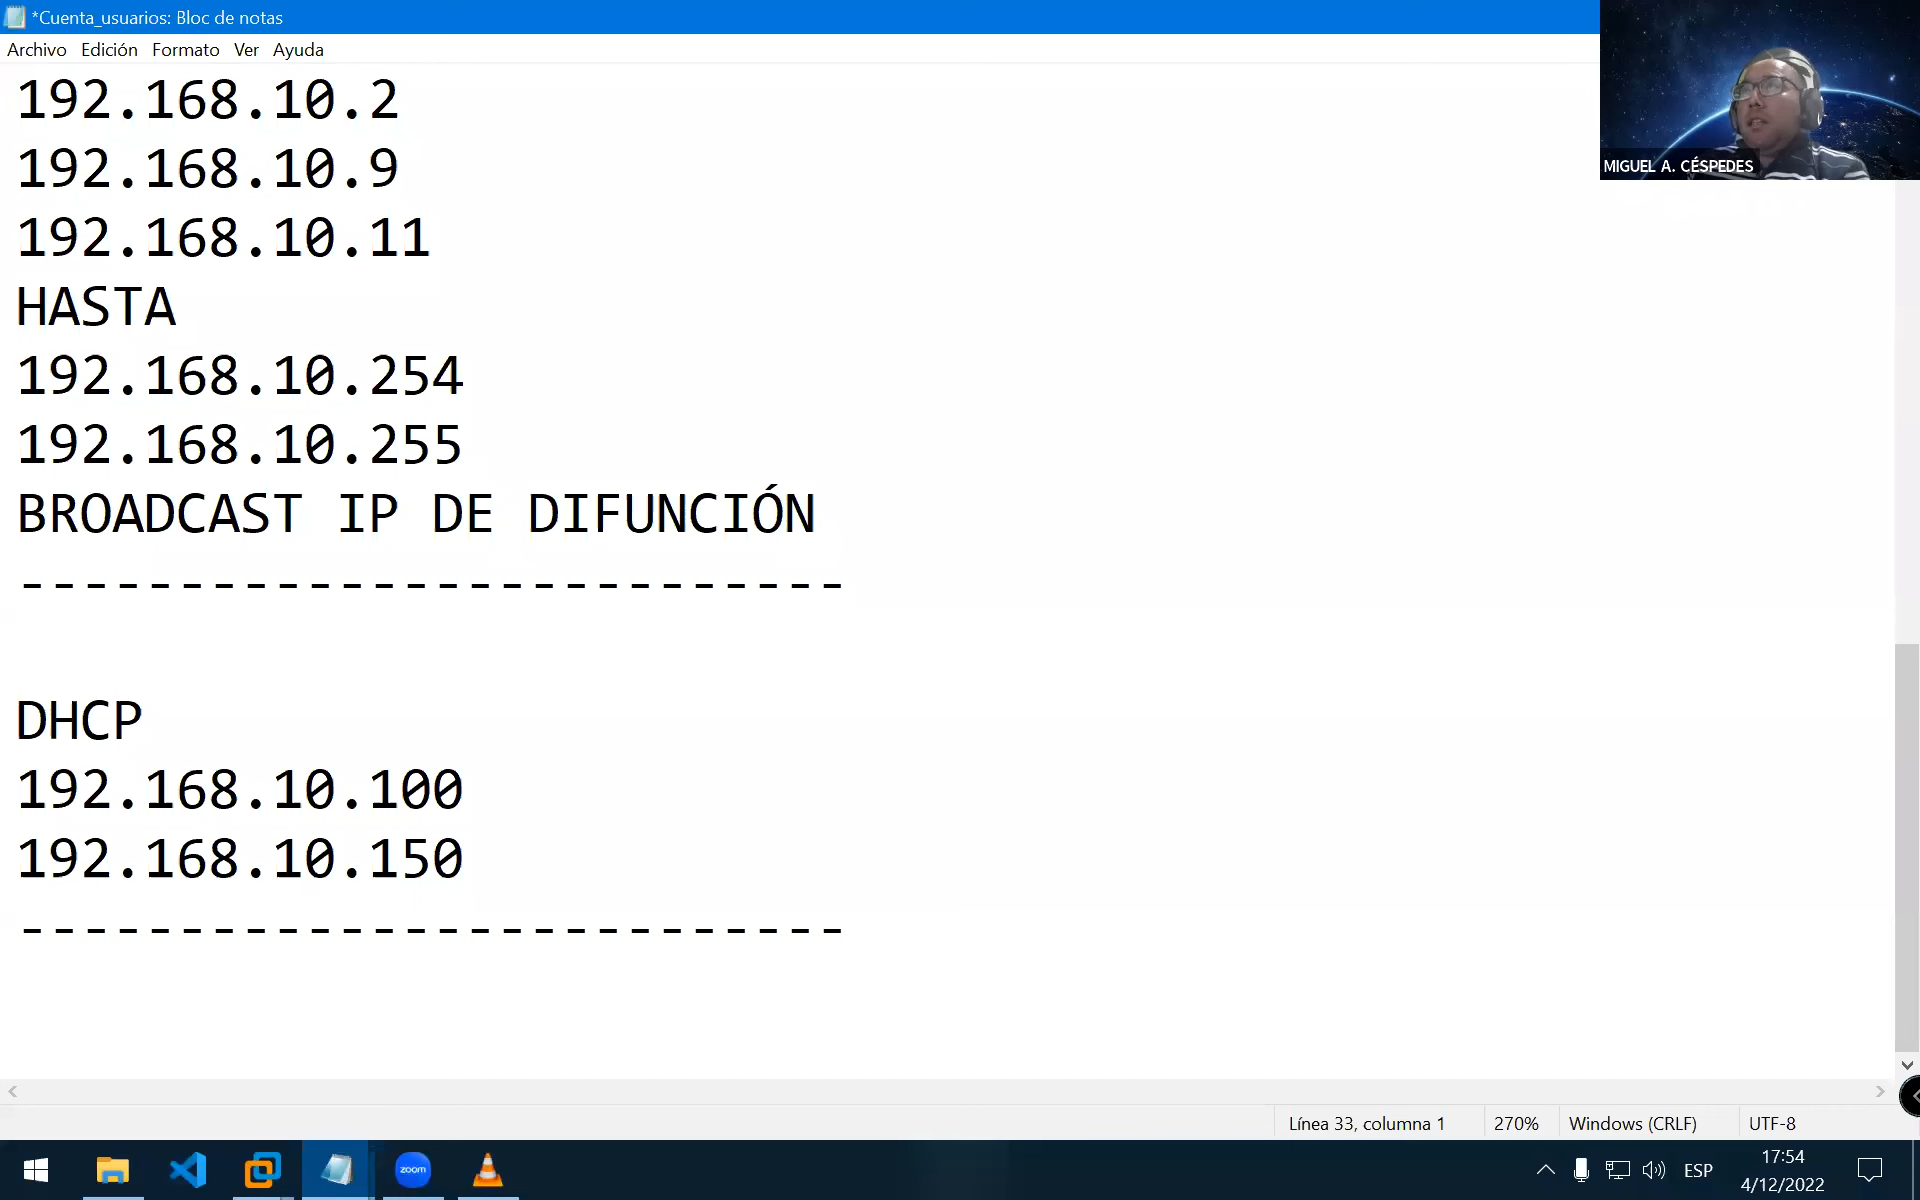 *Cuenta_usuarios: Bloc de notas
Archivo Edición Formato Ver Ayuda
192.168.10.2
192.168.10.9
192.168.10.11
HASTA
192.168.10.254
192.168.10.255
BROADCAST IP DE DIFUNCIÓN
--------------------------
DHCP
192.168.10.100
192.168.10.150
--------------------------
MIGUEL A. CÉSPEDES
Línea 33, columna 1 270% Windows (CRLF) UTF-8
zoom
ESP
17:54
4/12/2022